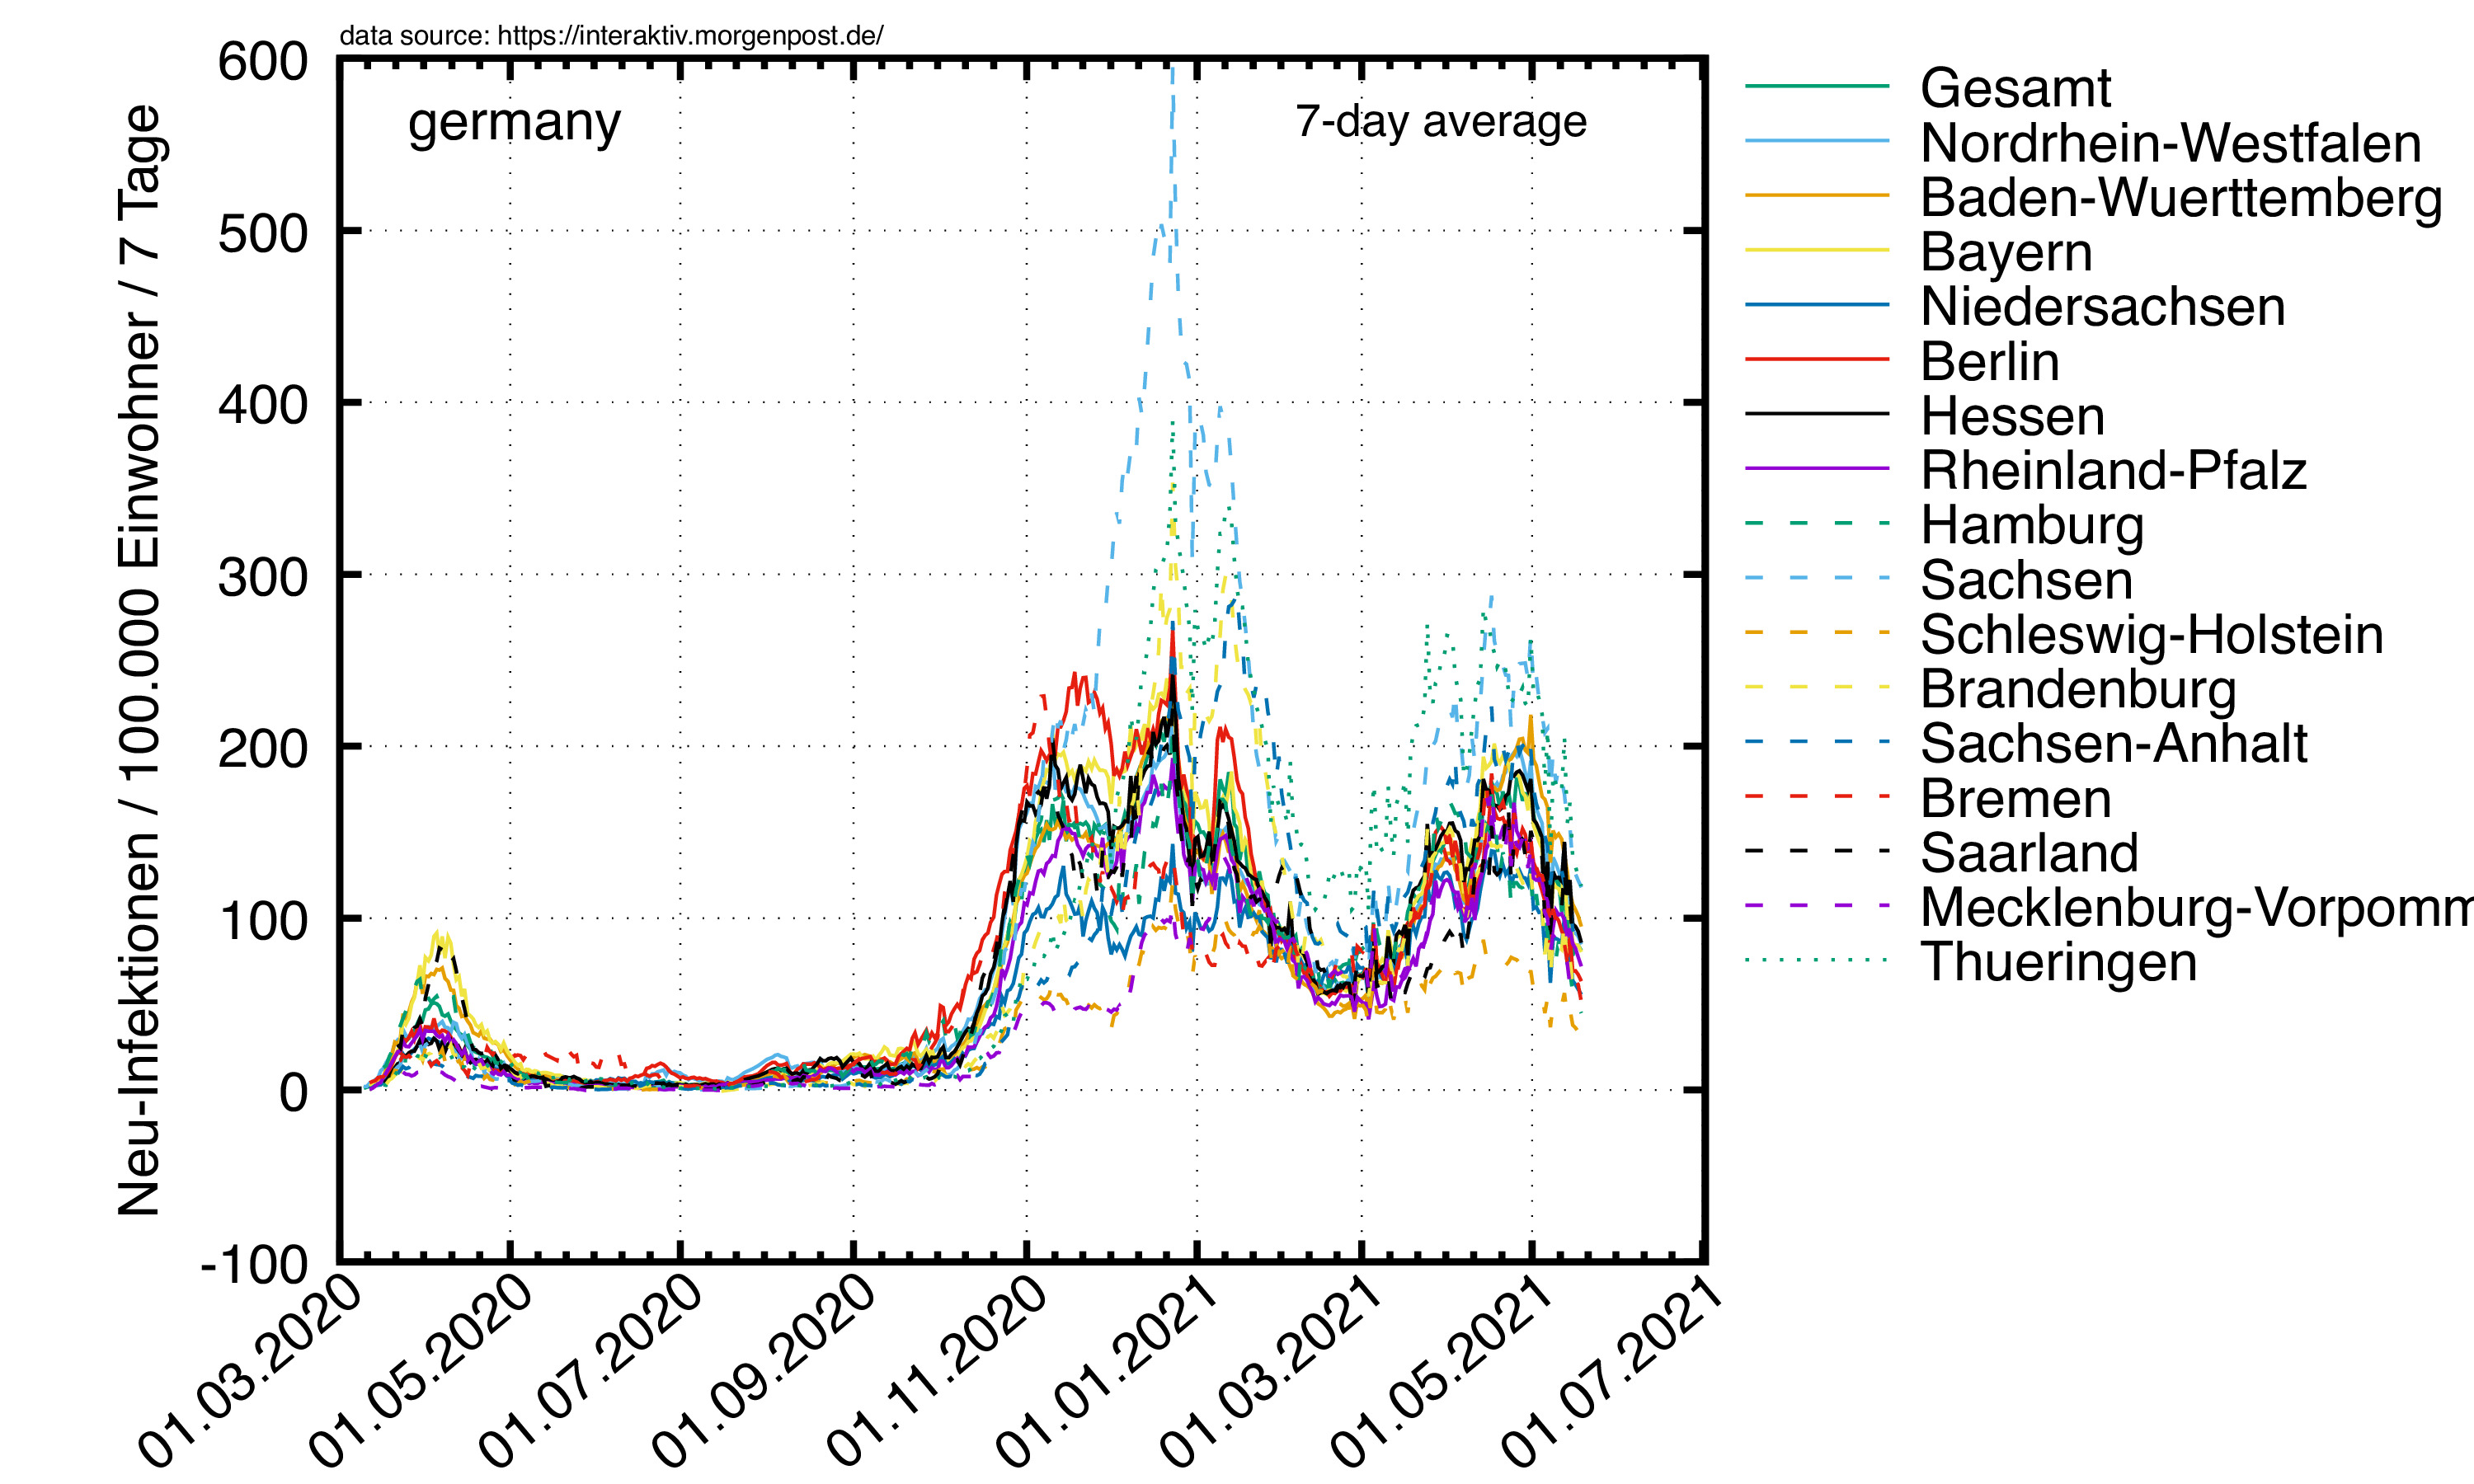 data source: https://interaktiv.morgenpost.de/
germany
7-day average
Neu-Infektionen / 100.000 Einwohner / 7 Tage
600
500
400
300
200
100
0
-100
01.03.2020
01.05.2020
01.07.2020
01.09.2020
01.11.2020
01.01.2021
01.03.2021
01.05.2021
01.07.2021
Gesamt
Nordrhein-Westfalen
Baden-Wuerttemberg
Bayern
Niedersachsen
Berlin
Hessen
Rheinland-Pfalz
Hamburg
Sachsen
Schleswig-Holstein
Brandenburg
Sachsen-Anhalt
Bremen
Saarland
Mecklenburg-Vorpomm
Thueringen